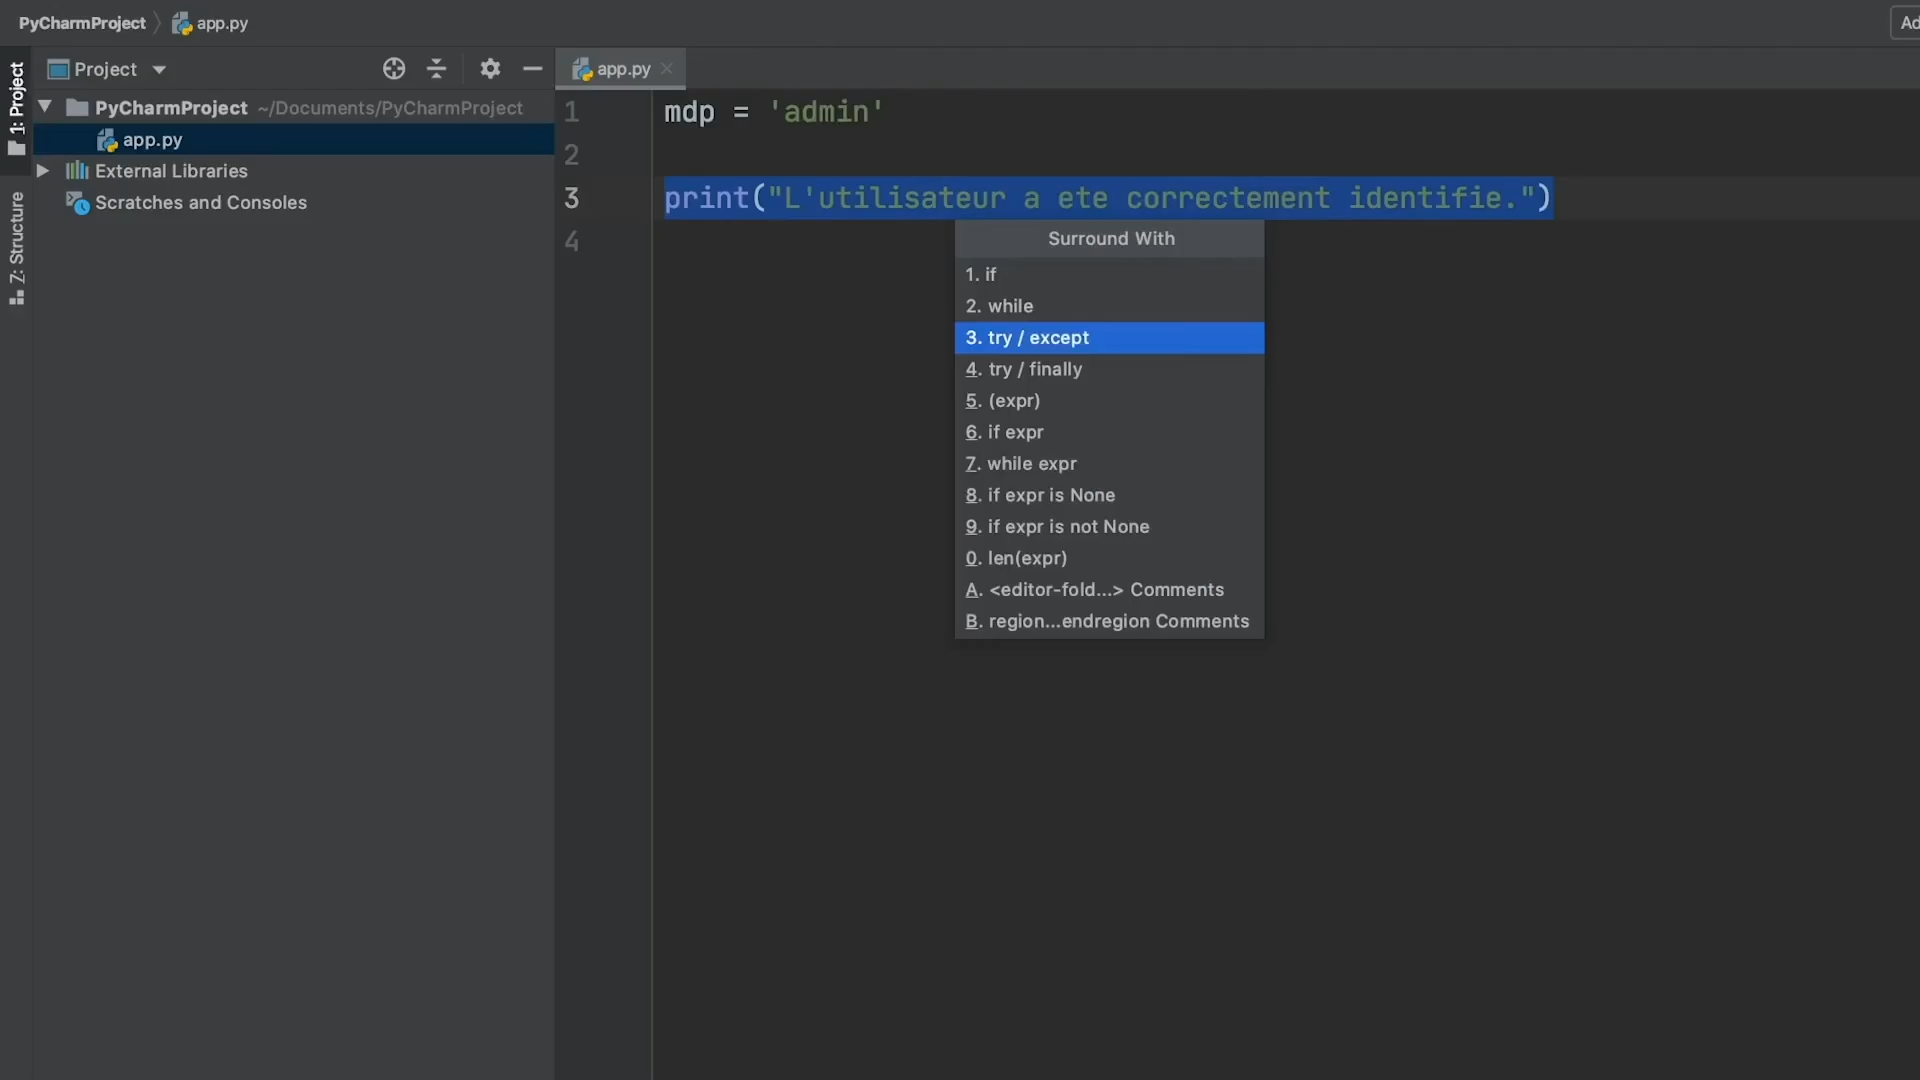 PyCharmProject
app.py
Ad
1: Project
Z: Structure
Project
PyCharmProject ~/Documents/PyCharmProject
app.py
External Libraries
Scratches and Consoles
app.py
1 mdp = 'admin'
2
3 print("L'utilisateur a ete correctement identifie.")
4
Surround With
1. if
2. while
3. try / except
4. try / finally
5. (expr)
6. if expr
7. while expr
8. if expr is None
9. if expr is not None
0. len(expr)
A. <editor-fold...> Comments
B. region...endregion Comments